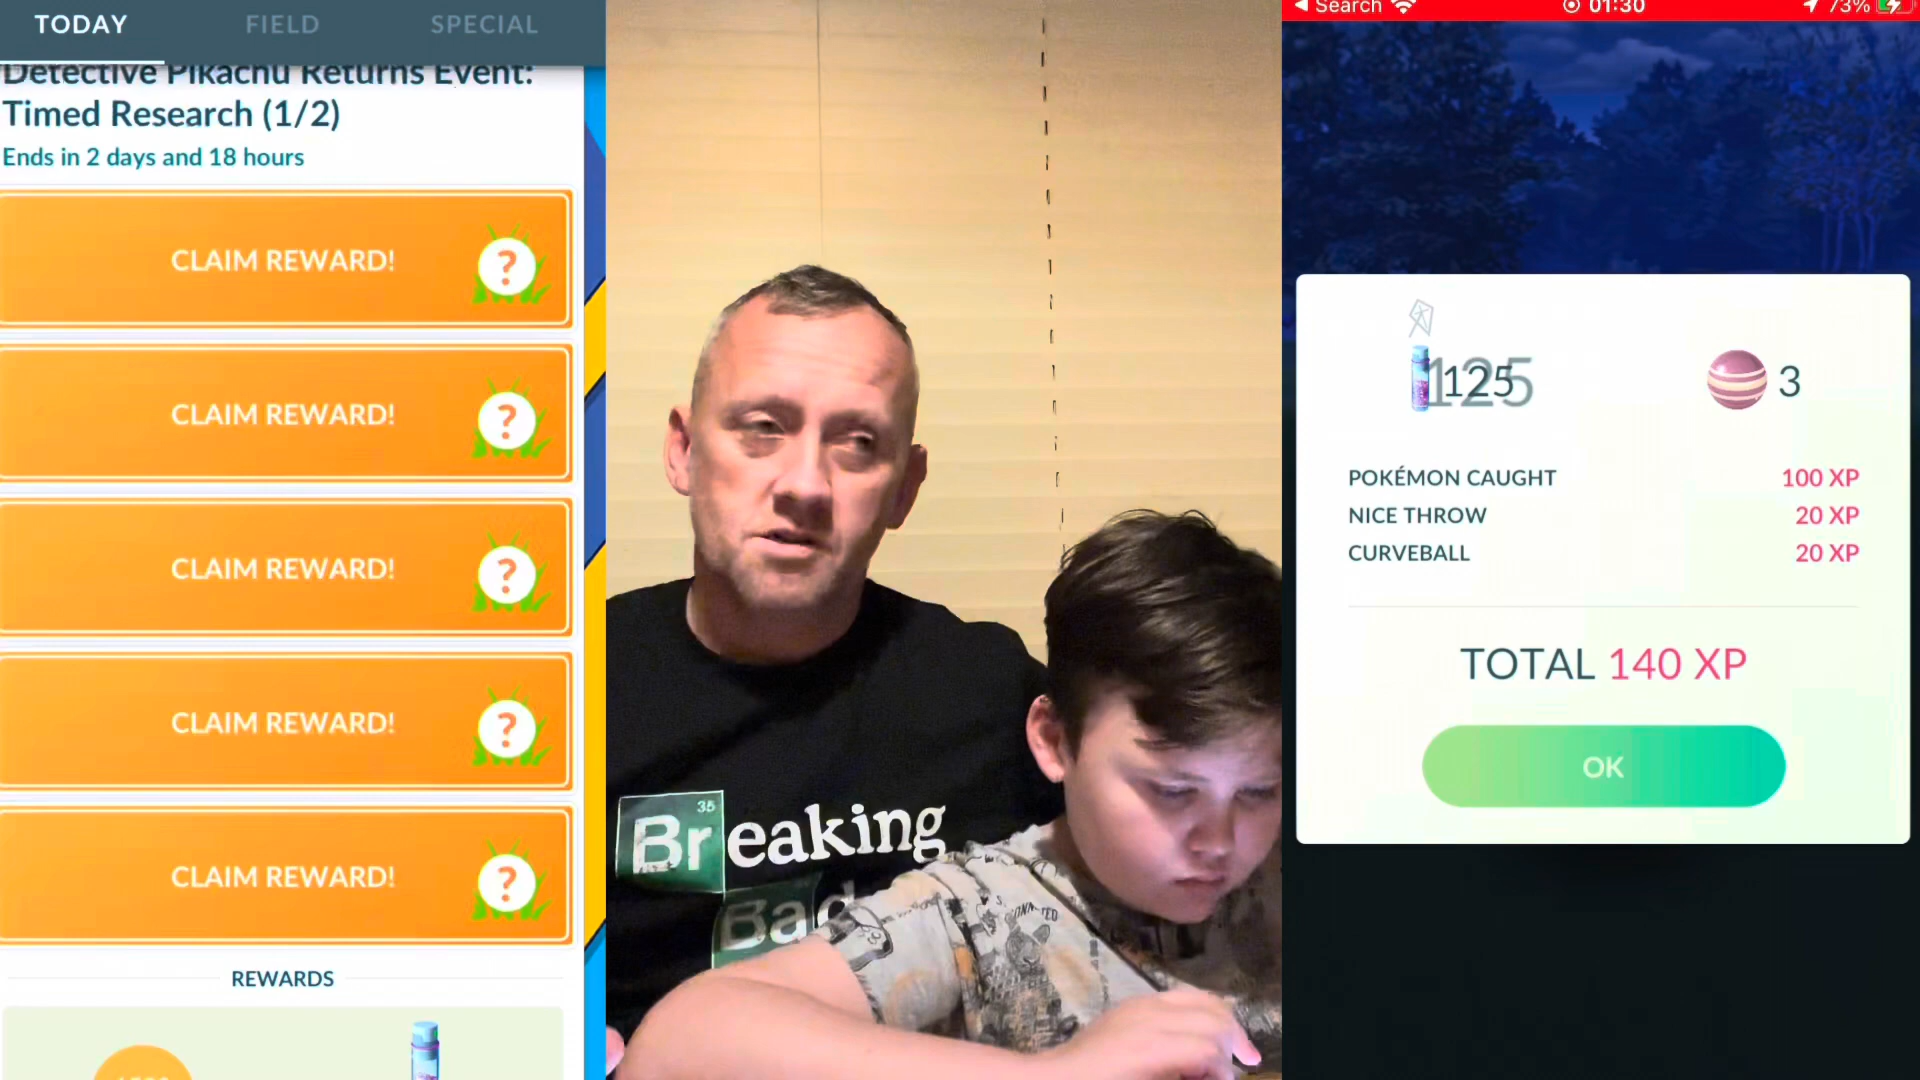 TODAY FIELD SPECIAL
Detective Pikachu Returns Event:
Timed Research (1/2)
Ends in 2 days and 18 hours
CLAIM REWARD! ?
CLAIM REWARD! ?
CLAIM REWARD! ?
CLAIM REWARD! ?
CLAIM REWARD! ?
REWARDS
35
Breaking
Bad
Search 01:30 73%
125 3
POKÉMON CAUGHT 100 XP
NICE THROW 20 XP
CURVEBALL 20 XP
TOTAL 140 XP
OK